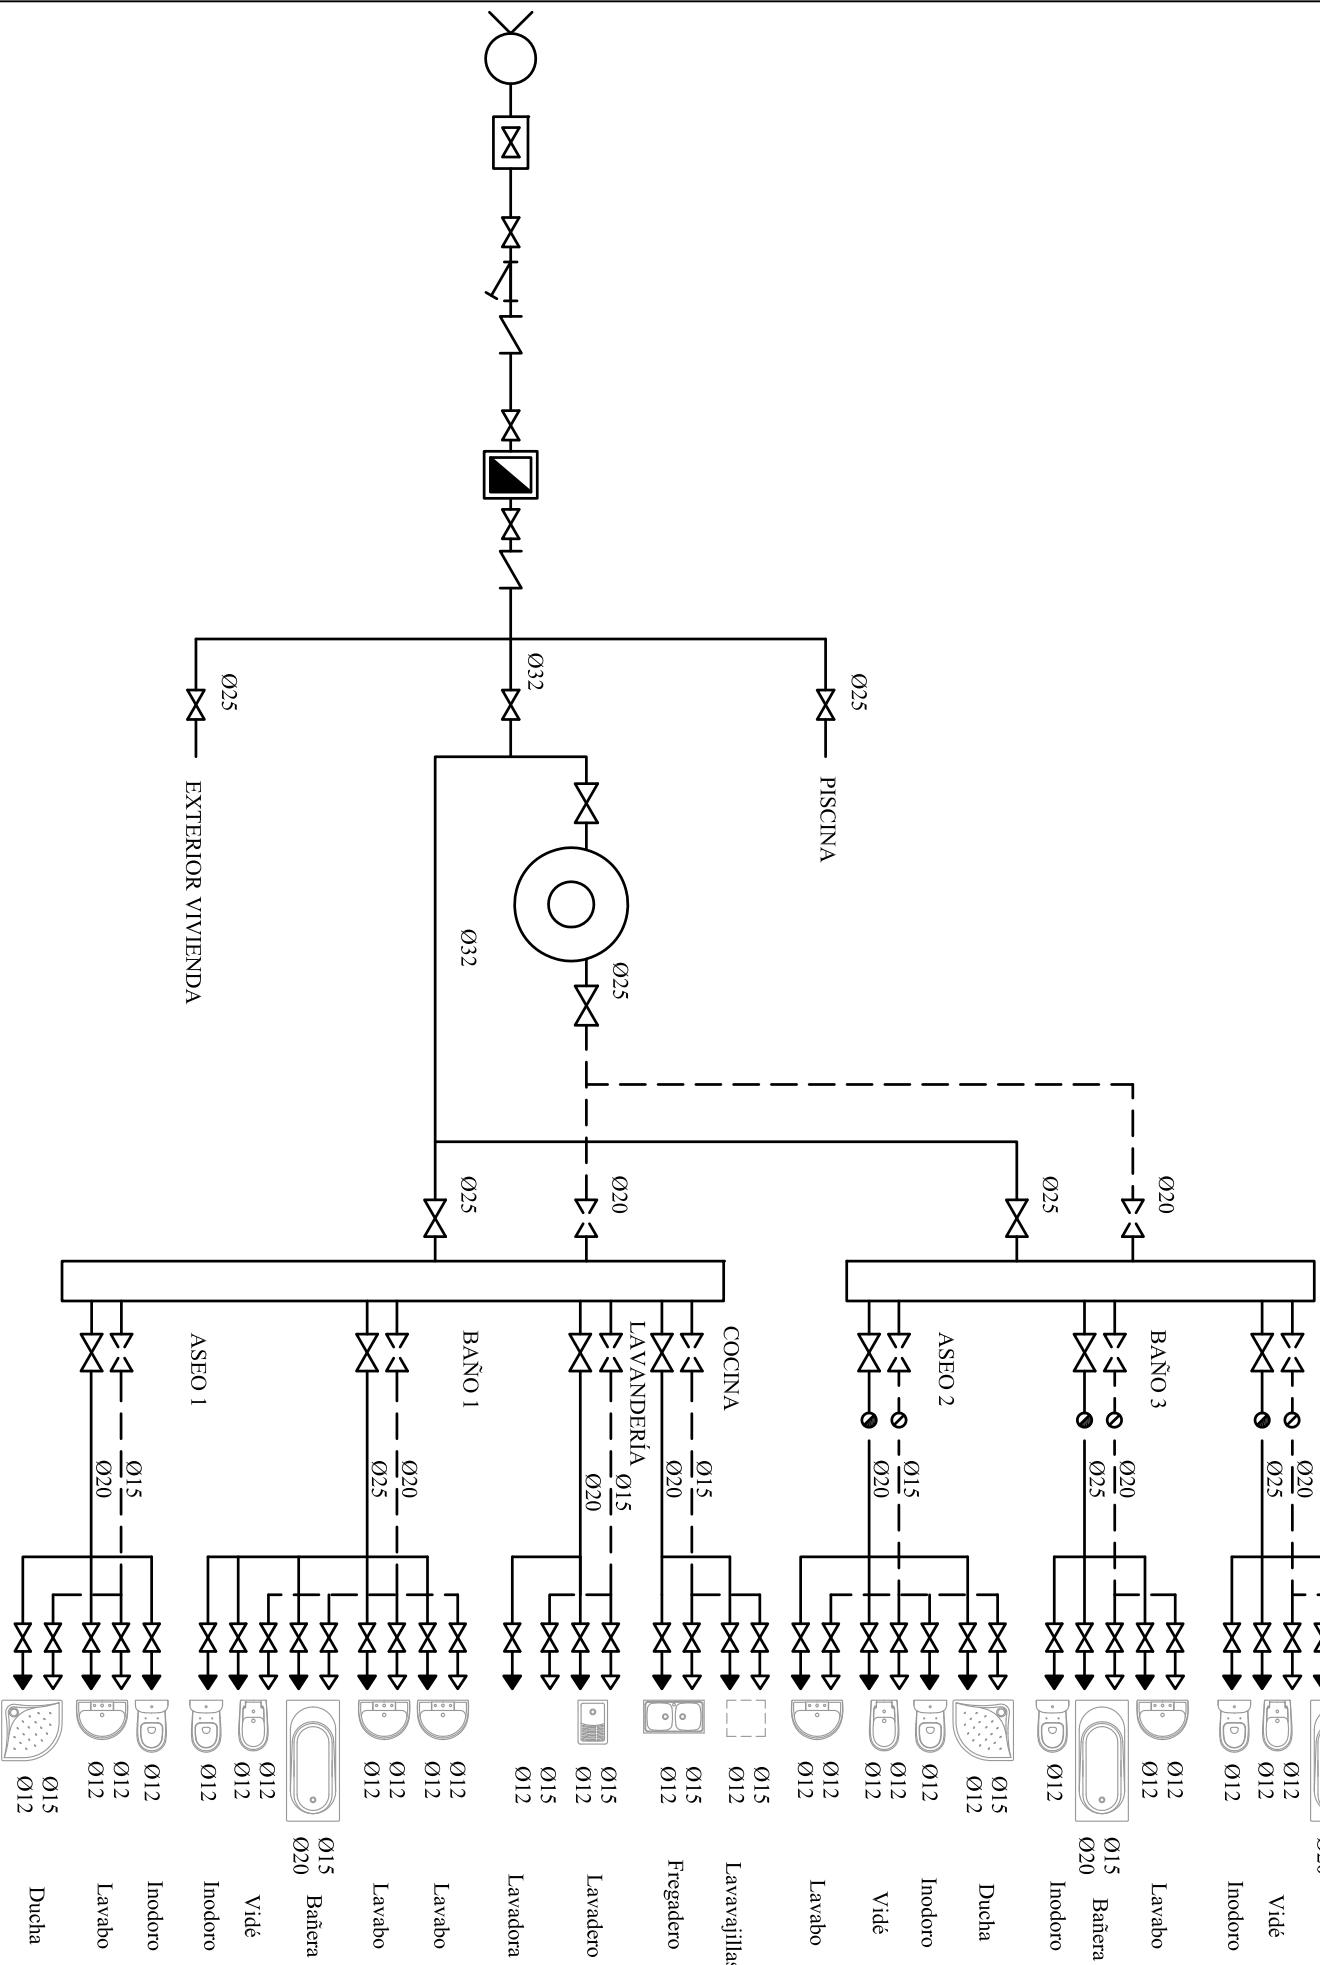 Ø20
Ø12
Ø12
Vidé
Ø12
Inodoro
Ø20
Ø25
Ø12
Ø12
Lavabo
Ø20
BAÑO 3
Ø20
Ø25
Ø15
Ø20
Bañera
Ø12
Inodoro
Ø25
ASEO 2
Ø15
Ø20
Ø15
Ø12
Ducha
Ø12
Inodoro
Ø12
Ø12
Vidé
Ø12
Ø12
Lavabo
Ø25
PISCINA
COCINA
Ø15
Ø20
Ø15
Ø12
Lavavajillas
Ø15
Ø12
Fregadero
Ø25
Ø20
LAVANDERÍA
Ø15
Ø20
Ø15
Ø12
Lavadero
Ø15
Ø12
Lavadora
Ø32
Ø32
Ø25
BAÑO 1
Ø20
Ø25
Ø12
Ø12
Lavabo
Ø12
Ø12
Lavabo
Ø15
Ø20
Bañera
Ø12
Ø12
Vidé
Ø12
Inodoro
Ø25
EXTERIOR VIVIENDA
ASEO 1
Ø15
Ø20
Ø12
Inodoro
Ø12
Ø12
Lavabo
Ø15
Ø12
Ducha